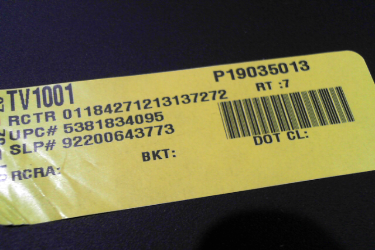 TV1001
P19035013
RCTR 01184271213137272
RT :7
UPC# 5381834095
SLP# 92200643773
DOT CL:
BKT:
RCRA: